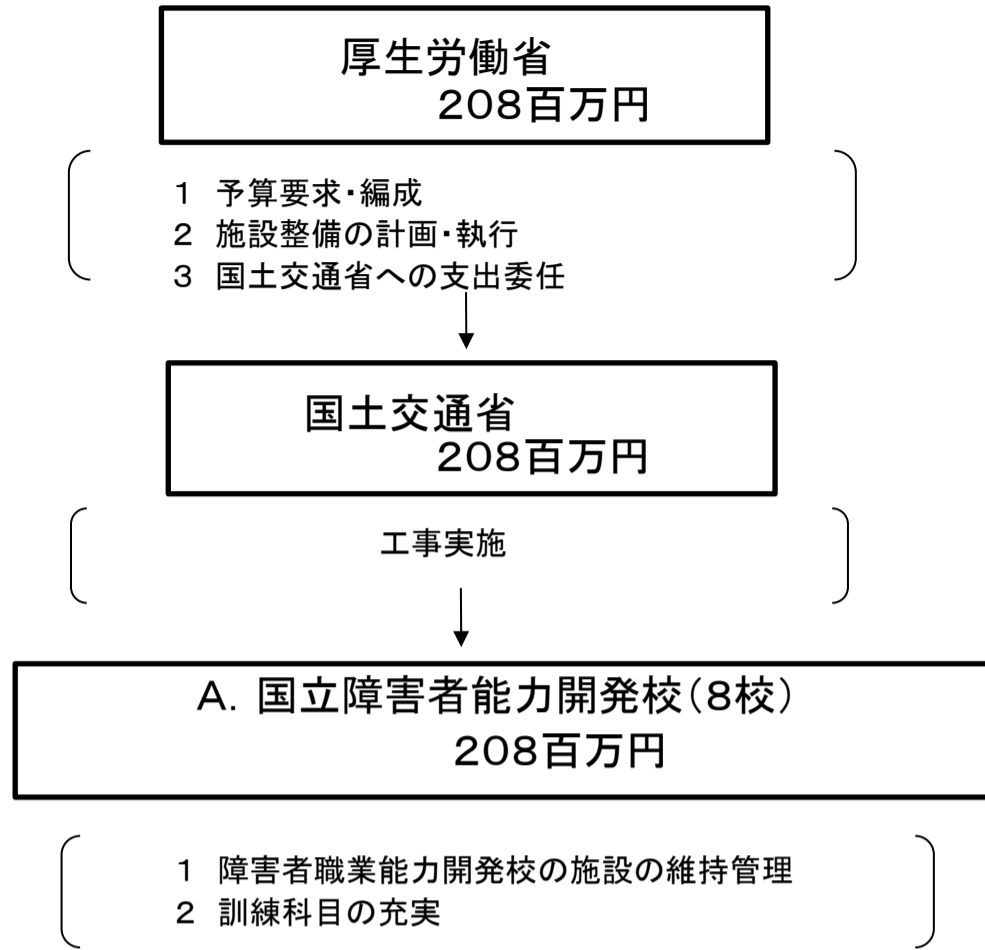 厚生労働省
208百万円
1 予算要求・編成
2 施設整備の計画・執行
3 国土交通省への支出委任
国土交通省
208百万円
工事実施
A. 国立障害者能力開発校（8校）
208百万円
1 障害者職業能力開発校の施設の維持管理
2 訓練科目の充実